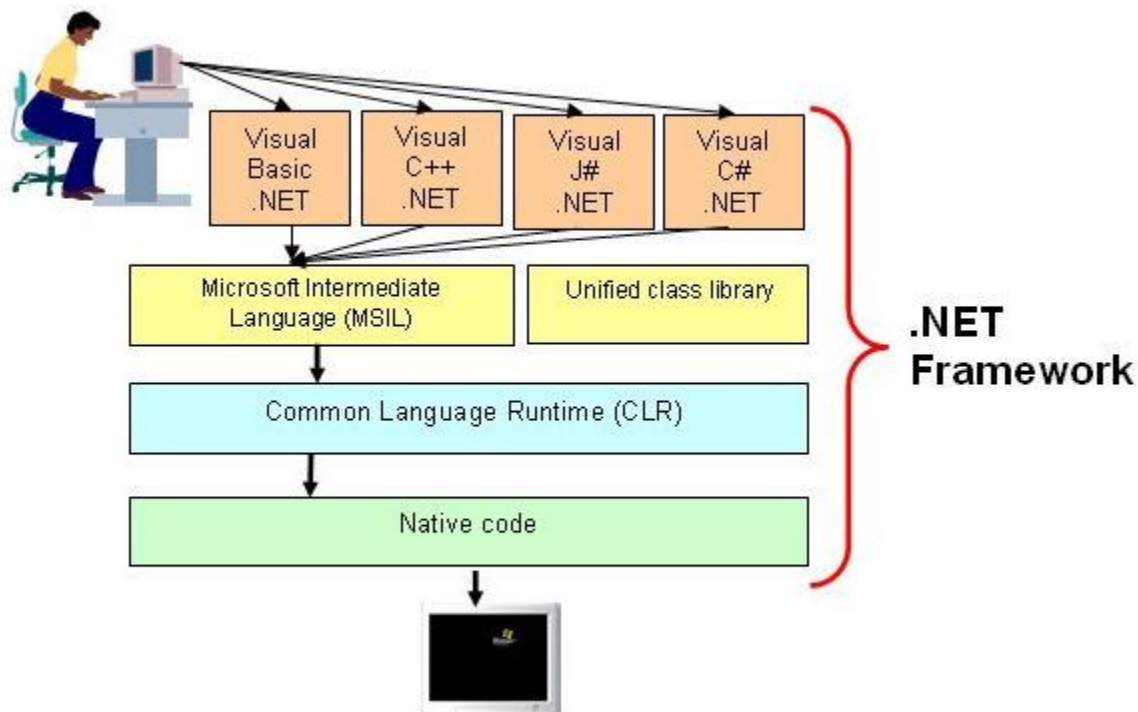 Visual
Basic
.NET
Visual
C++
.NET
Visual
J#
.NET
Visual
C#
.NET
Microsoft Intermediate
Language (MSIL)
Unified class library
.NET
Framework
Common Language Runtime (CLR)
Native code